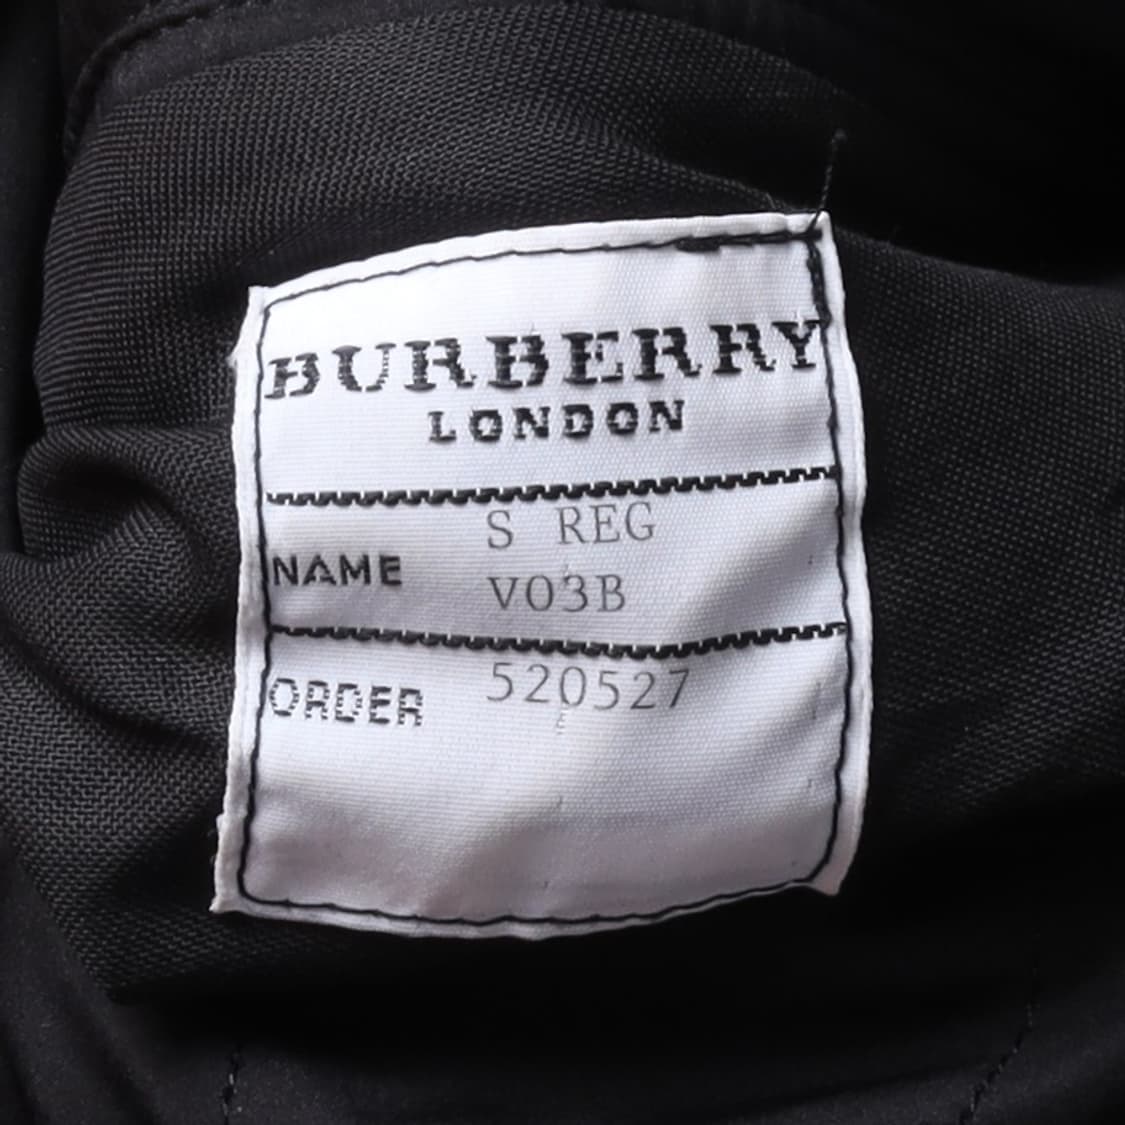 BURBERRY
LONDON
S REG
NAME V03B
ORDER 520527